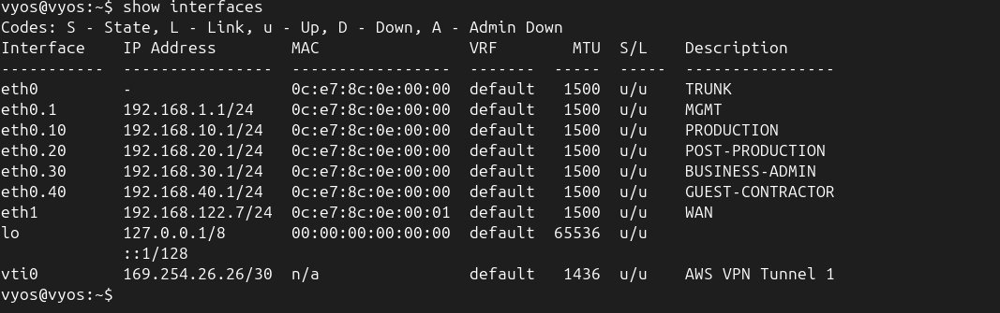 vyos@vyos:~$ show interfaces
Codes: S - State, L - Link, u - Up, D - Down, A - Admin Down
Interface    IP Address        MAC                VRF        MTU  S/L    Description
-----------  ----------------  -----------------  -------  -----  -----  ----------------
eth0         -                 0c:e7:8c:0e:00:00  default   1500  u/u    TRUNK
eth0.1       192.168.1.1/24    0c:e7:8c:0e:00:00  default   1500  u/u    MGMT
eth0.10      192.168.10.1/24   0c:e7:8c:0e:00:00  default   1500  u/u    PRODUCTION
eth0.20      192.168.20.1/24   0c:e7:8c:0e:00:00  default   1500  u/u    POST-PRODUCTION
eth0.30      192.168.30.1/24   0c:e7:8c:0e:00:00  default   1500  u/u    BUSINESS-ADMIN
eth0.40      192.168.40.1/24   0c:e7:8c:0e:00:00  default   1500  u/u    GUEST-CONTRACTOR
eth1         192.168.122.7/24  0c:e7:8c:0e:00:01  default   1500  u/u    WAN
lo           127.0.0.1/8       00:00:00:00:00:00  default  65536  u/u
             ::1/128
vti0         169.254.26.26/30  n/a                default   1436  u/u    AWS VPN Tunnel 1
vyos@vyos:~$